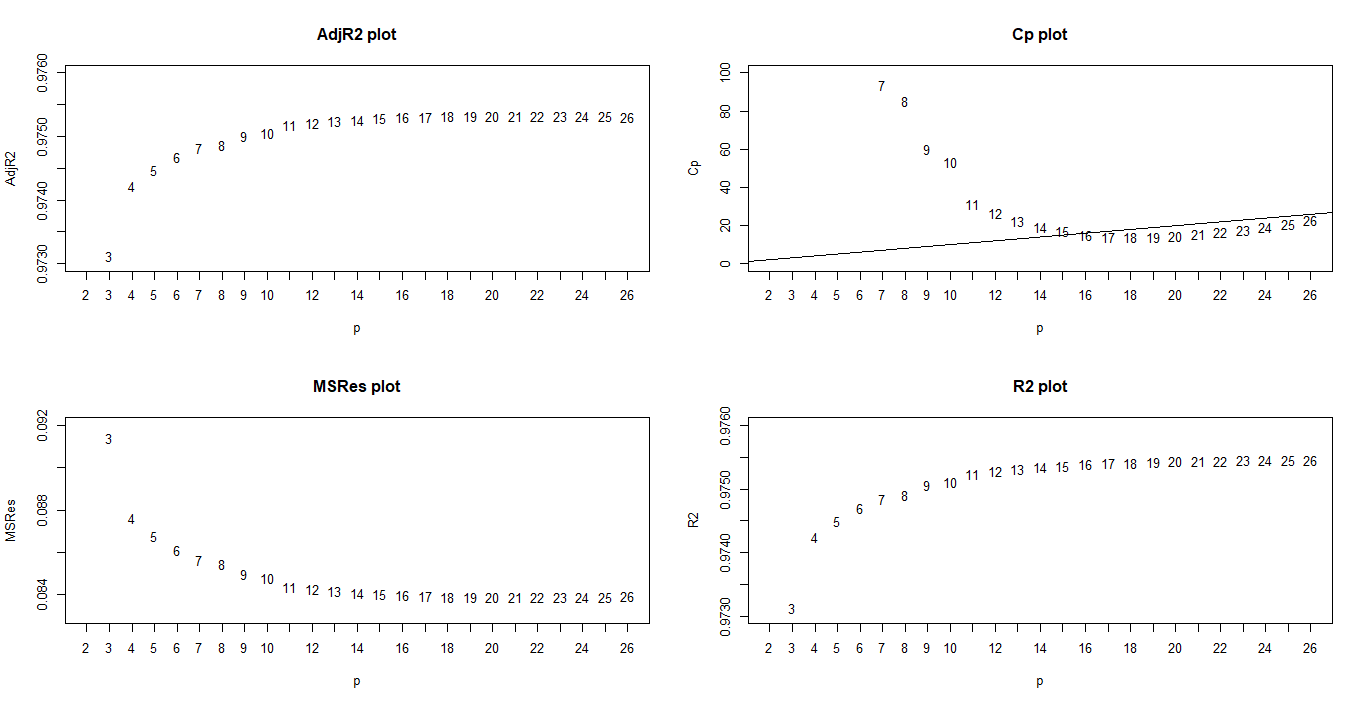 AdjR2 plot
AdjR2
0.9730 0.9740 0.9750 0.9760
3 4 5 6 7 8 9 10 11 12 13 14 15 16 17 18 19 20 21 22 23 24 25 26
2 3 4 5 6 7 8 9 10 12 14 16 18 20 22 24 26
p
Cp plot
Cp
0 20 40 60 80 100
7 8 9 10 11 12 13 14 15 16 17 18 19 20 21 22 23 24 25 26
2 3 4 5 6 7 8 9 10 12 14 16 18 20 22 24 26
p
MSRes plot
MSRes
0.084 0.088 0.092
3 4 5 6 7 8 9 10 11 12 13 14 15 16 17 18 19 20 21 22 23 24 25 26
2 3 4 5 6 7 8 9 10 12 14 16 18 20 22 24 26
p
R2 plot
R2
0.9730 0.9740 0.9750 0.9760
3 4 5 6 7 8 9 10 11 12 13 14 15 16 17 18 19 20 21 22 23 24 25 26
2 3 4 5 6 7 8 9 10 12 14 16 18 20 22 24 26
p